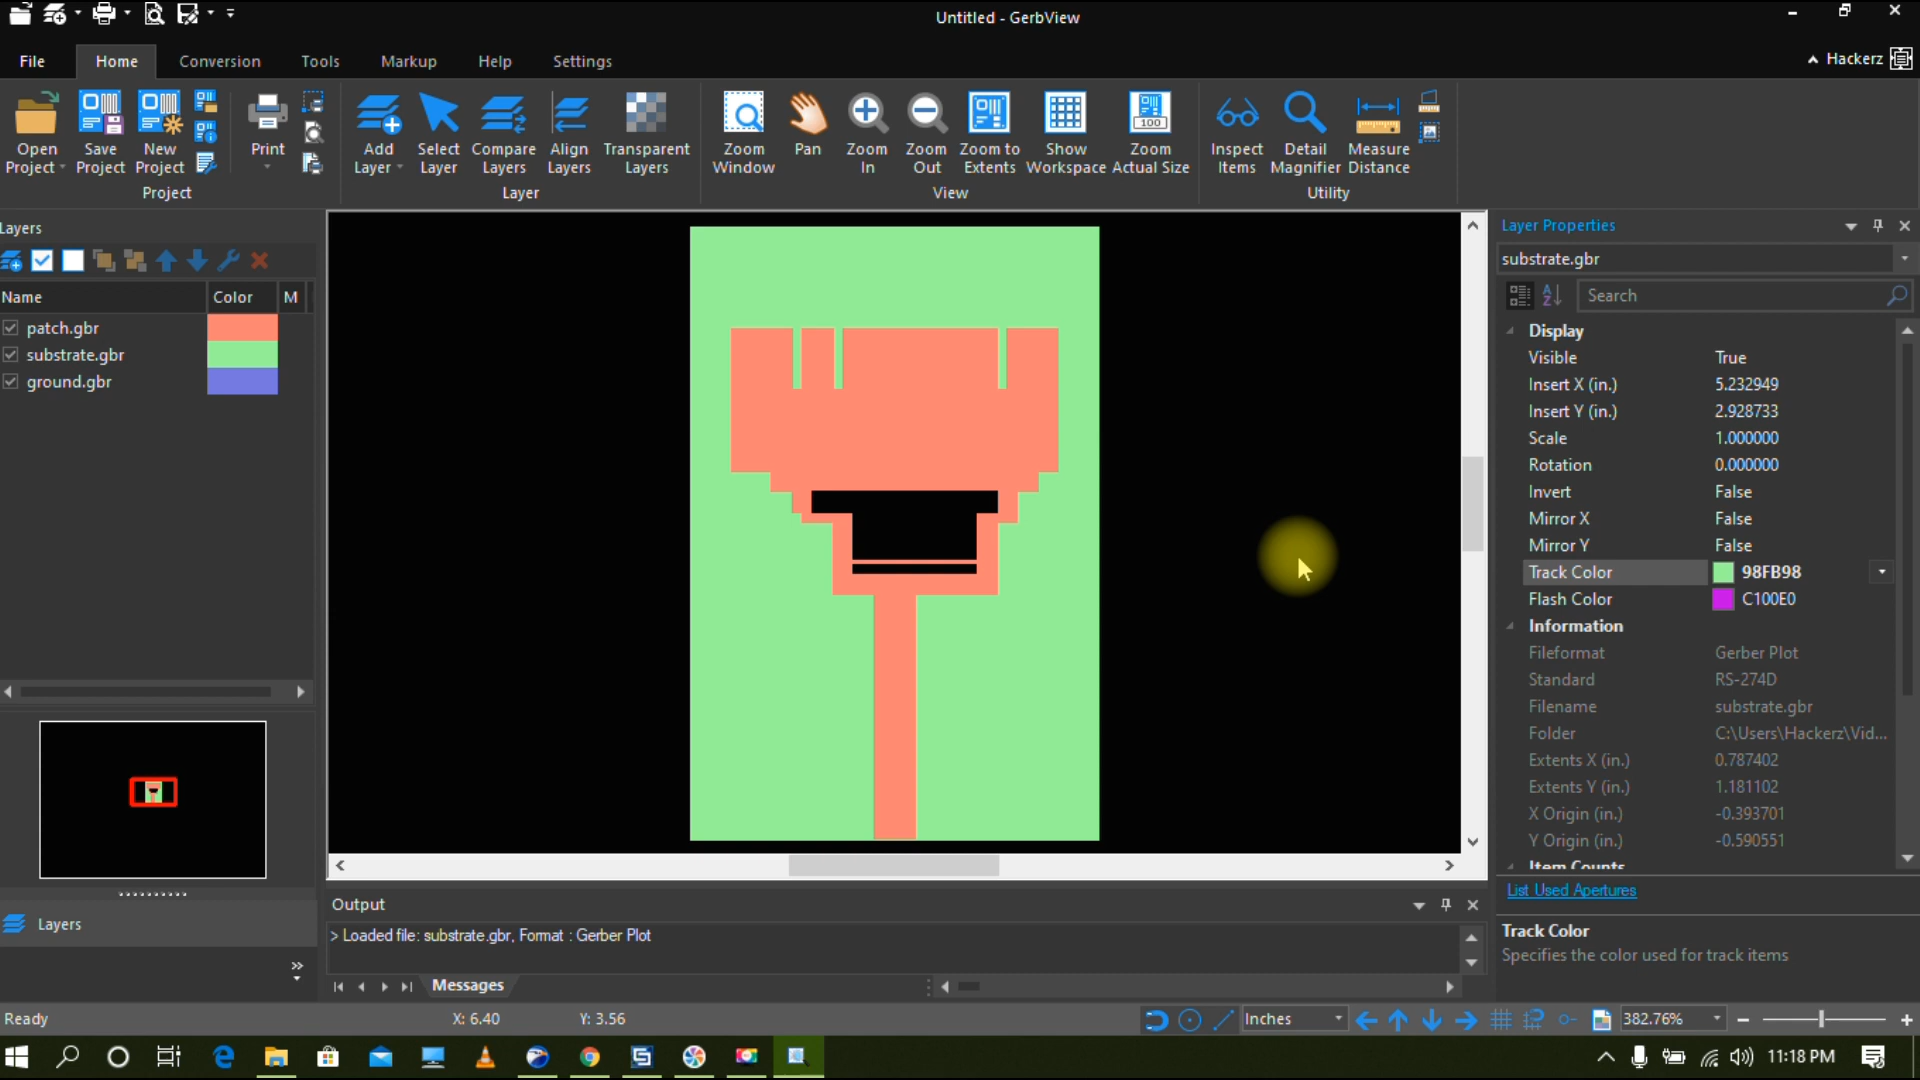 Untitled - GerbView
File
Home
Conversion
Tools
Markup
Help
Settings
Hackerz
Open Project
Save Project
New Project
Print
Project
Add Layer
Select Layer
Compare Layers
Align Layers
Transparent Layers
Layer
Zoom Window
Pan
Zoom In
Zoom Out
Zoom to Extents
Show Workspace
100
Zoom Actual Size
View
Inspect Items
Detail Magnifier
Measure Distance
Utility
Layers
Name Color M
patch.gbr
substrate.gbr
ground.gbr
Layers
Output
> Loaded file: substrate.gbr, Format : Gerber Plot
Messages
Layer Properties
substrate.gbr
Search
Display
Visible True
Insert X (in.) 5.232949
Insert Y (in.) 2.928733
Scale 1.000000
Rotation 0.000000
Invert False
Mirror X False
Mirror Y False
Track Color 98FB98
Flash Color C100E0
Information
Fileformat Gerber Plot
Standard RS-274D
Filename substrate.gbr
Folder C:\Users\Hackerz\Vid...
Extents X (in.) 0.787402
Extents Y (in.) 1.181102
X Origin (in.) -0.393701
Y Origin (in.) -0.590551
Item Counts
List Used Apertures
Track Color
Specifies the color used for track items
Ready X: 6.40 Y: 3.56 Inches 382.76%
11:18 PM